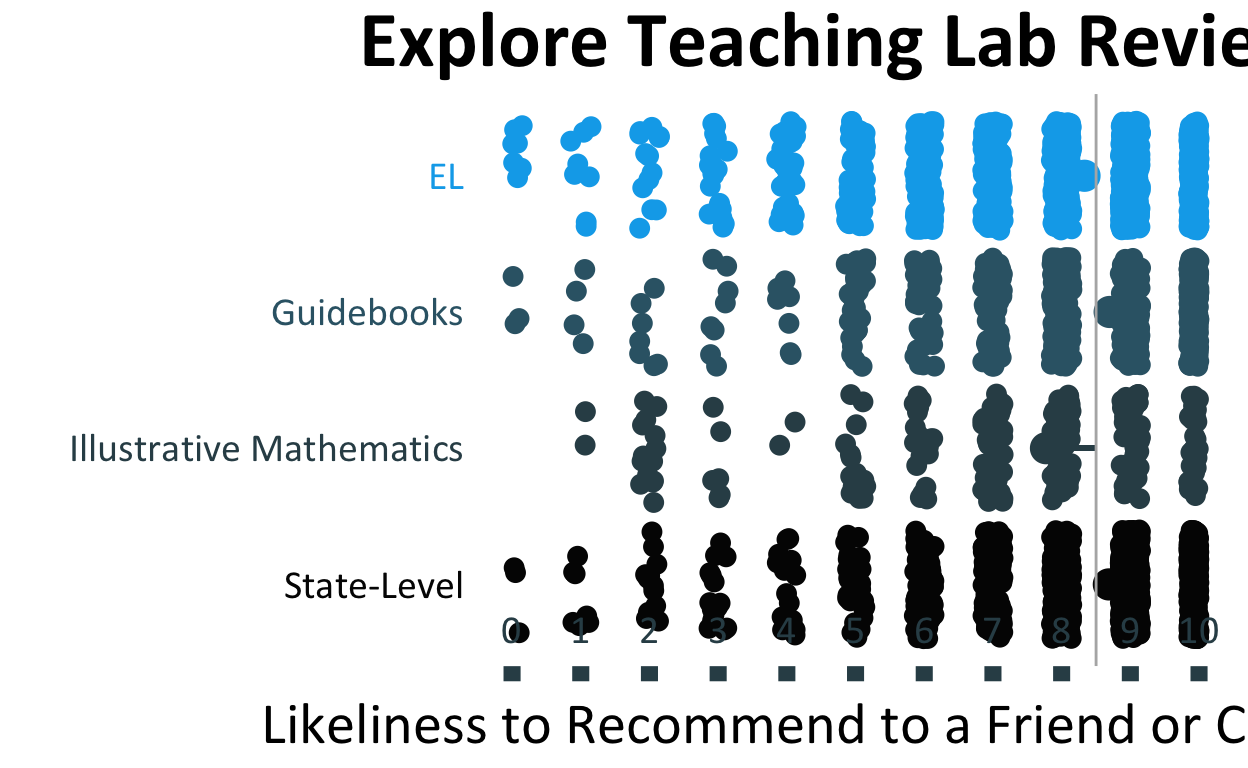 Explore Teaching Lab Revie
EL
Guidebooks
Illustrative Mathematics
State-Level
0 1 2 3 4 5 6 7 8 9 10
Likeliness to Recommend to a Friend or C